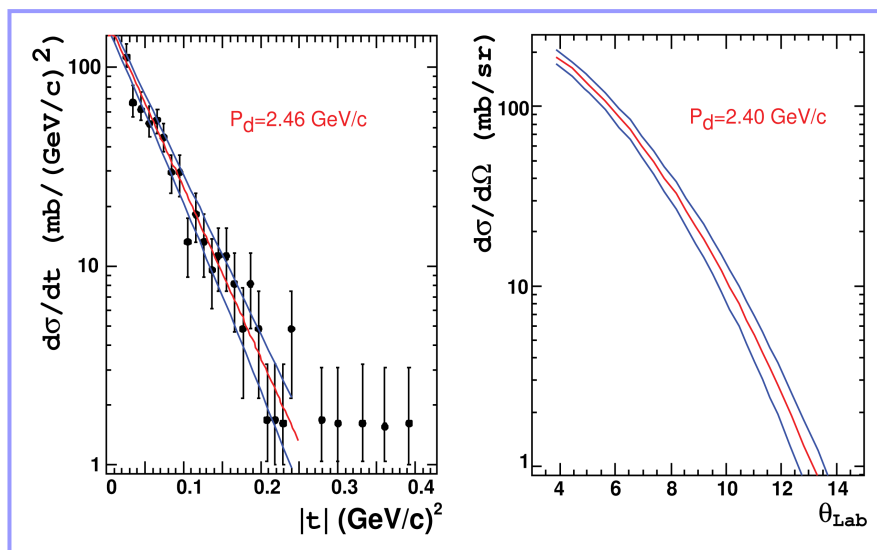 dσ/dt (mb/(GeV/c)²)
100
10
1
P_d=2.46 GeV/c
0 0.1 0.2 0.3 0.4
|t| (GeV/c)²
dσ/dΩ (mb/sr)
100
10
1
P_d=2.40 GeV/c
4 6 8 10 12 14
θ_Lab